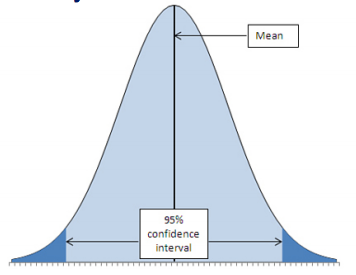 Mean
95%
confidence
interval